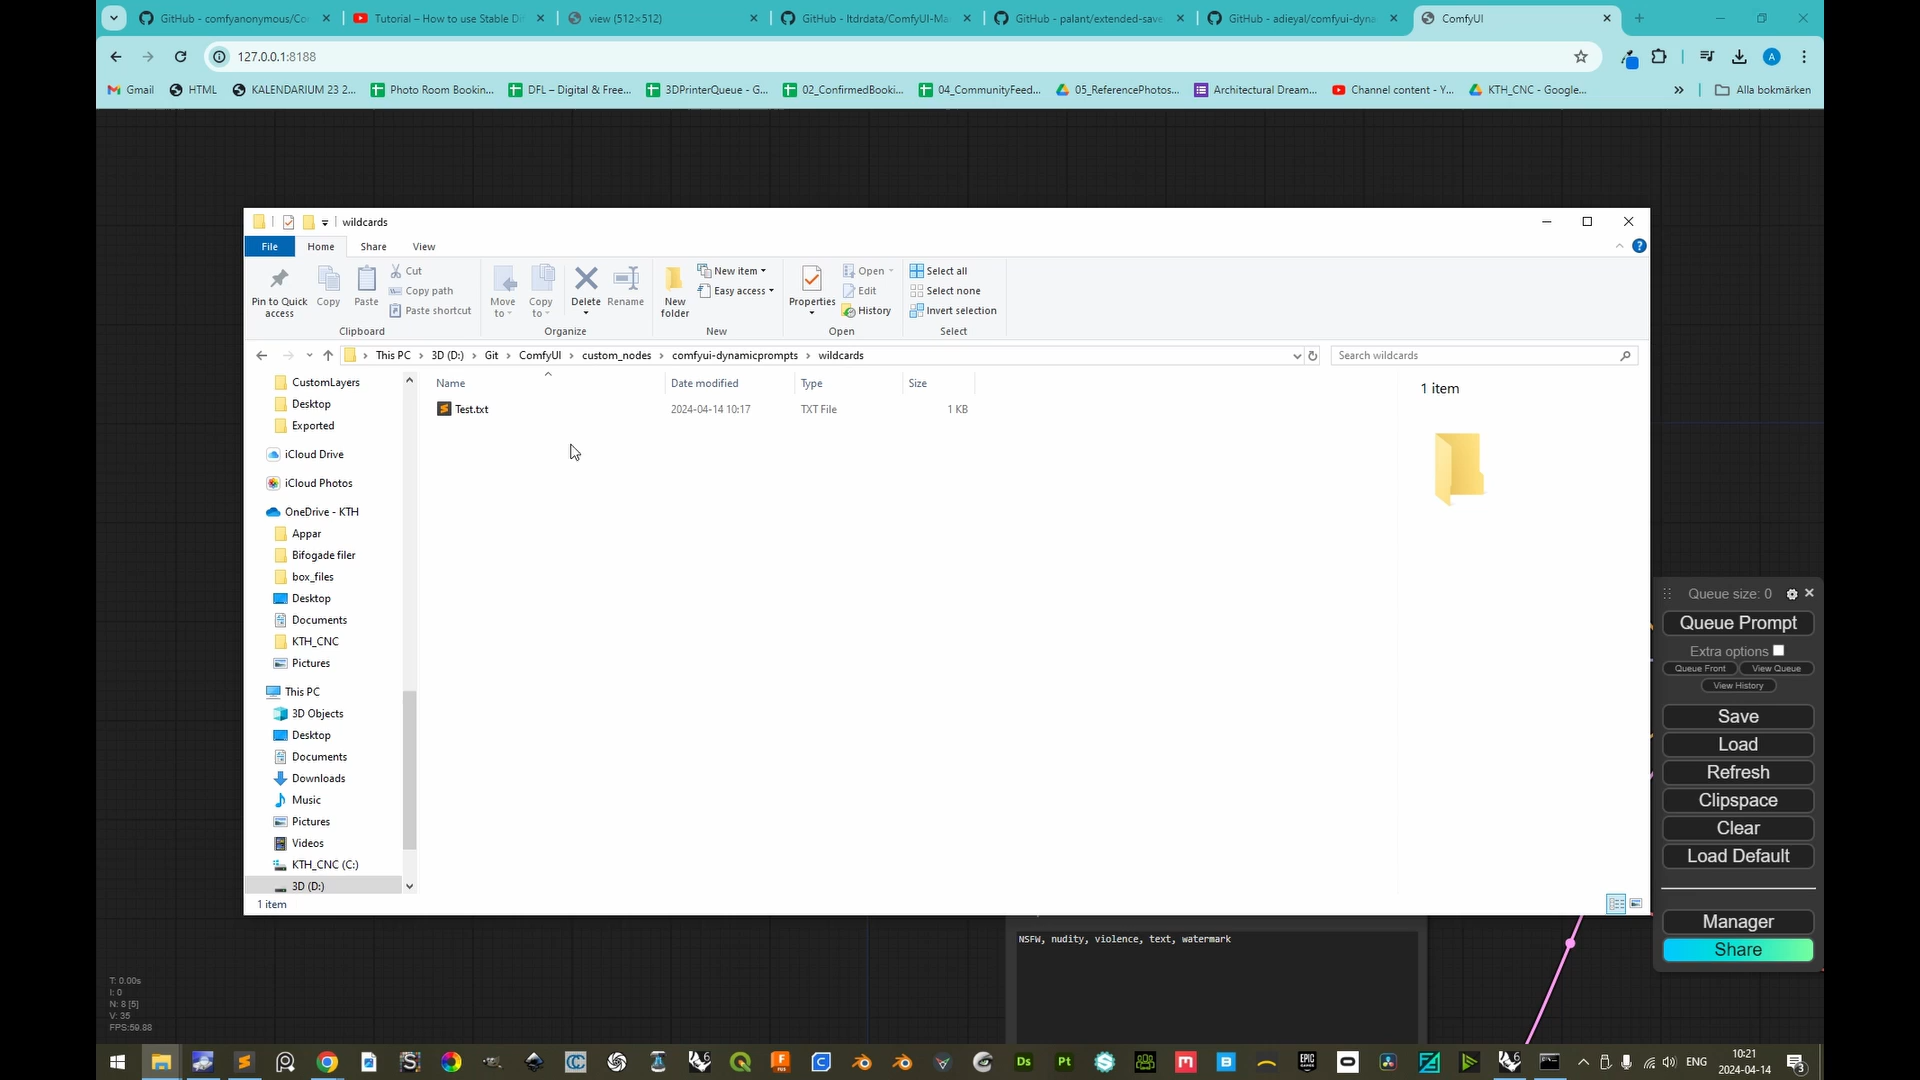 GitHub - comfyanonymous/Co
Tutorial – How to use Stable Di
view (512×512)
GitHub - ltdrdata/ComfyUI-Ma
GitHub - palant/extended-save
GitHub - adieyal/comfyui-dyna
ComfyUI
127.0.0.1:8188
A
Gmail
HTML
KALENDARIUM 23 2...
Photo Room Bookin...
DFL – Digital & Free...
3DPrinterQueue - G...
02_ConfirmedBooki...
04_CommunityFeed...
05_ReferencePhotos...
Architectural Dream...
Channel content - Y...
KTH_CNC - Google...
»
Alla bokmärken
wildcards
File
Home
Share
View
Pin to Quick access
Copy
Paste
Cut
Copy path
Paste shortcut
Clipboard
Move to
Copy to
Delete
Rename
Organize
New folder
New item
Easy access
New
Properties
Open
Edit
History
Open
Select all
Select none
Invert selection
Select
This PC › 3D (D:) › Git › ComfyUI › custom_nodes › comfyui-dynamicprompts › wildcards
Search wildcards
Name
Date modified
Type
Size
Test.txt
2024-04-14 10:17
TXT File
1 KB
1 item
CustomLayers
Desktop
Exported
iCloud Drive
iCloud Photos
OneDrive - KTH
Appar
Bifogade filer
box_files
Desktop
Documents
KTH_CNC
Pictures
This PC
3D Objects
Desktop
Documents
Downloads
Music
Pictures
Videos
KTH_CNC (C:)
3D (D:)
1 item
Queue size: 0
Queue Prompt
Extra options
Queue Front
View Queue
View History
Save
Load
Refresh
Clipspace
Clear
Load Default
Manager
Share
NSFW, nudity, violence, text, watermark
T: 0.00s
I: 0
N: 8 [5]
V: 35
FPS:59.88
Ds
Pt
ENG
10:21
2024-04-14
3